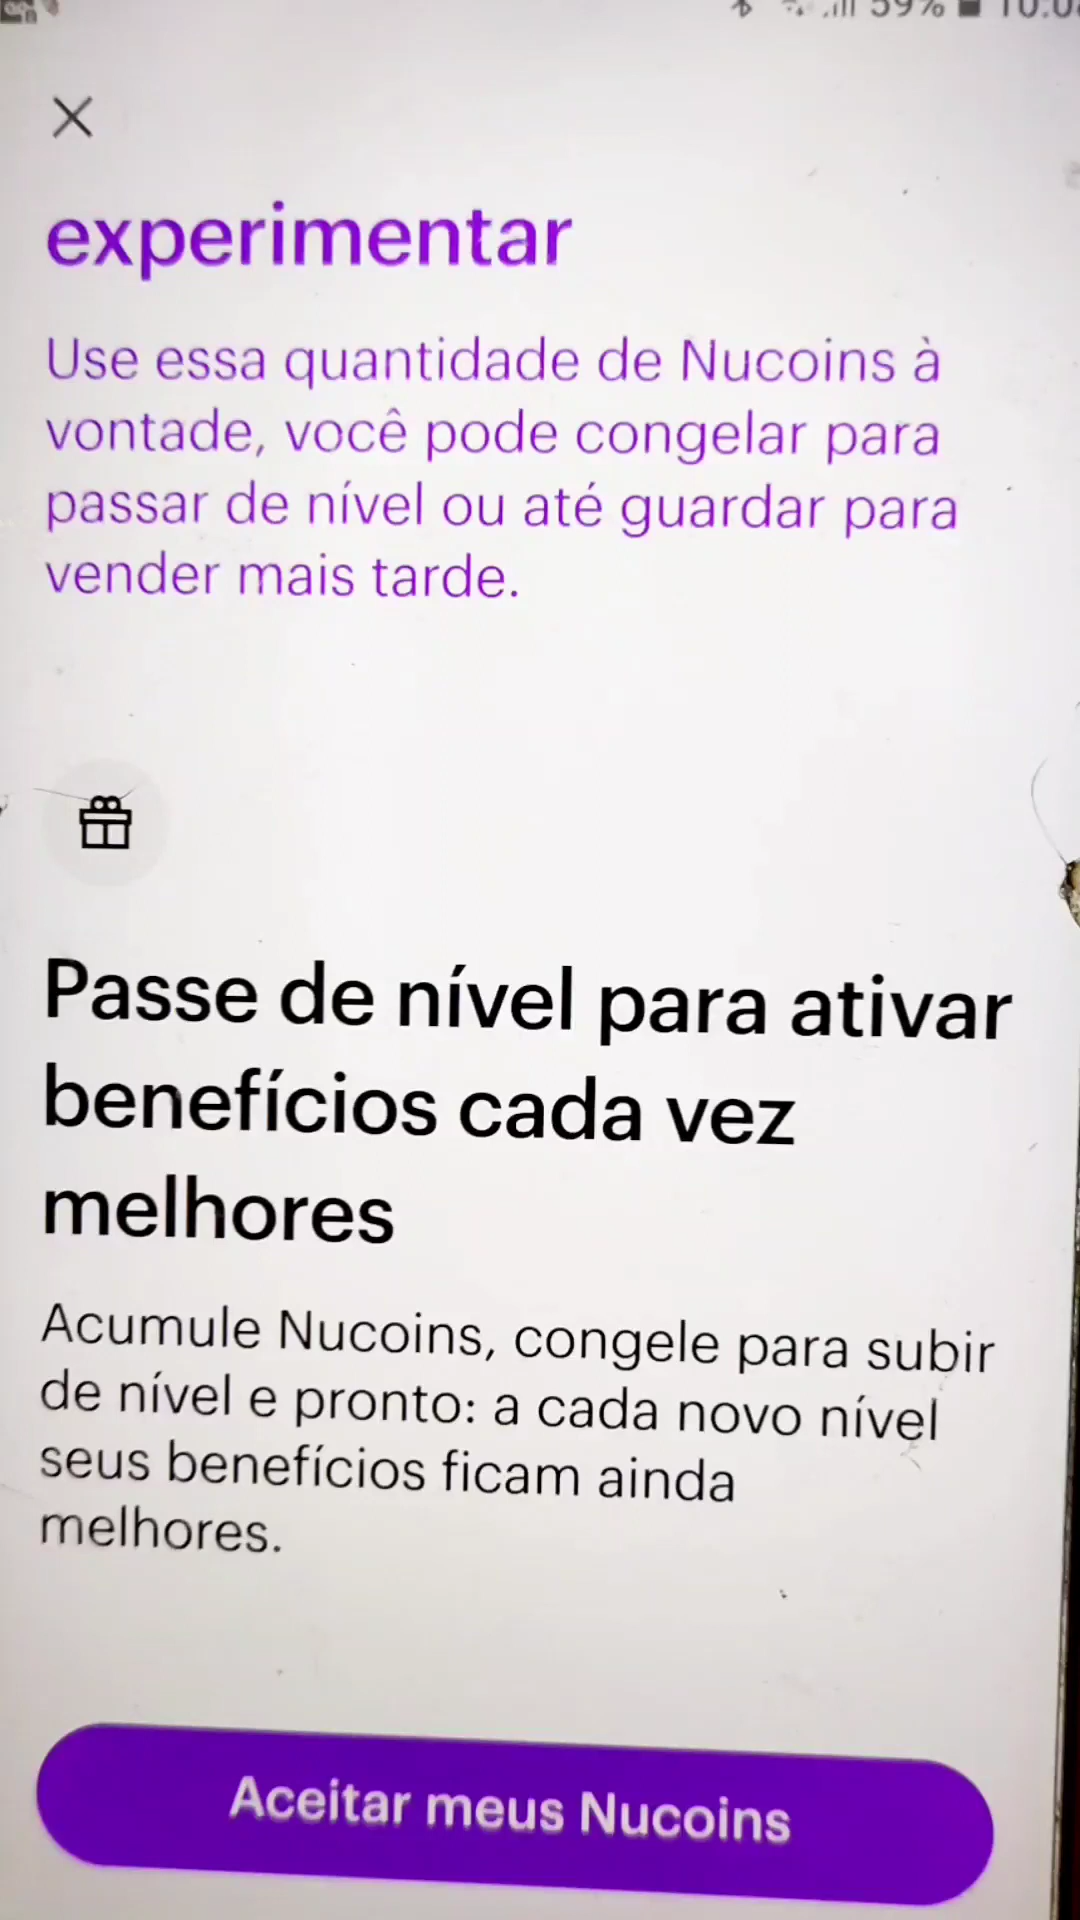 59%
experimentar
Use essa quantidade de Nucoins à
vontade, você pode congelar para
passar de nível ou até guardar para
vender mais tarde.
Passe de nível para ativar
benefícios cada vez
melhores
Acumule Nucoins, congele para subir
de nível e pronto: a cada novo nível
seus benefícios ficam ainda
melhores.
Aceitar meus Nucoins